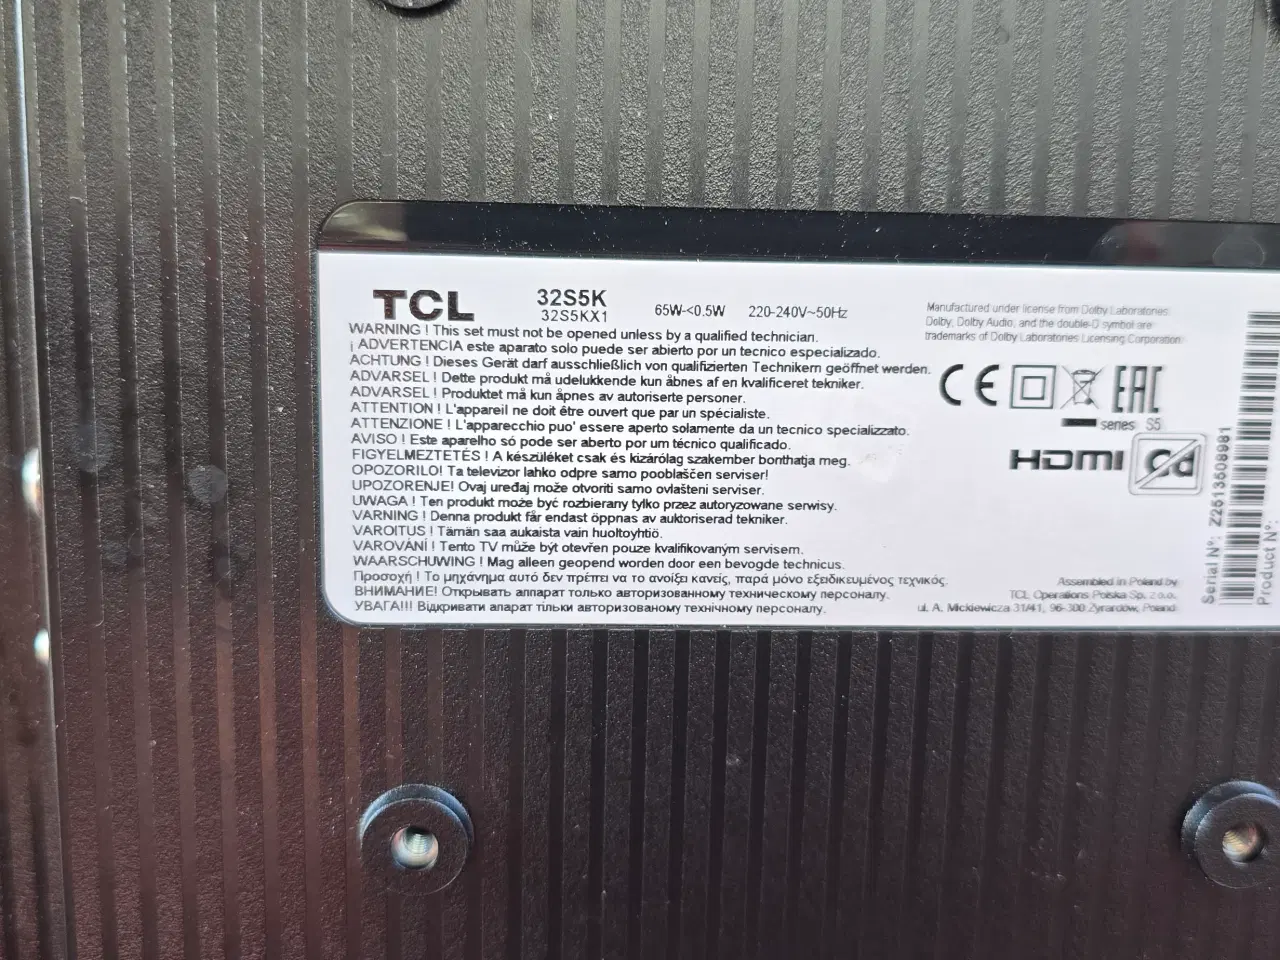 TCL
32S5K
32S5KX1
65W-<0.5W
220-240V~50Hz
WARNING ! This set must not be opened unless by a qualified technician.
¡ ADVERTENCIA este aparato solo puede ser abierto por un tecnico especializado.
ACHTUNG ! Dieses Gerät darf ausschließlich von qualifizierten Technikern geöffnet werden.
ADVARSEL ! Dette produkt må udelukkende kun åbnes af en kvalificeret tekniker.
ADVARSEL ! Produktet må kun åpnes av autoriserte personer.
ATTENTION ! L'appareil ne doit être ouvert que par un spécialiste.
ATTENZIONE ! L'apparecchio puo' essere aperto solamente da un tecnico specializzato.
AVISO ! Este aparelho só pode ser aberto por um técnico qualificado.
FIGYELMEZTETÉS ! A készüléket csak és kizárólag szakember bonthatja meg.
OPOZORILO! Ta televizor lahko odpre samo pooblaščen serviser!
UPOZORENJE! Ovaj uređaj može otvoriti samo ovlašteni serviser.
UWAGA ! Ten produkt może być rozbierany tylko przez autoryzowane serwisy.
VARNING ! Denna produkt får endast öppnas av auktoriserad tekniker.
VAROITUS ! Tämän saa aukaista vain huoltoyhtiö.
VAROVÁNÍ ! Tento TV může být otevřen pouze kvalifikovaným servisem.
WAARSCHUWING ! Mag alleen geopend worden door een bevogde technicus.
Προσοχή ! Το μηχάνημα αυτό δεν πρέπει να το ανοίξει κανείς, παρά μόνο εξειδικευμένος τεχνικός.
ВНИМАНИЕ! Открывать аппарат только авторизованному техническому персоналу.
УВАГА!!! Відкривати апарат тільки авторизованому технічному персоналу.
Manufactured under license from Dolby Laboratories.
Dolby, Dolby Audio, and the double-D symbol are
trademarks of Dolby Laboratories Licensing Corporation.
CE
EAC
series S5
HDMI
Cd
Assembled in Poland by
TCL Operations Polska Sp. z o.o.
ul. A. Mickiewicza 31/41, 96-300 Żyrardów, Poland
Serial N°: Z2613508981
Product N°: